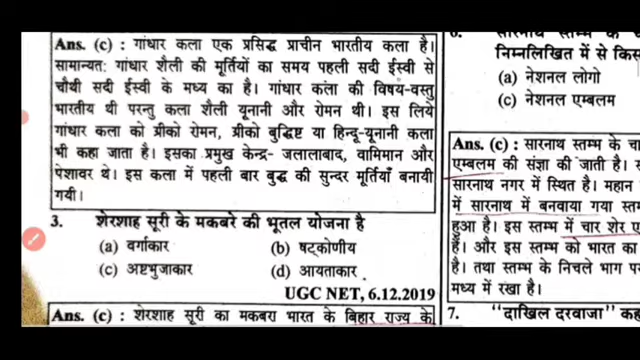 Ans. (c) : गांधार कला एक प्रसिद्ध प्राचीन भारतीय कला है।
सामान्यत: गांधार शैली की मूर्तियों का समय पहली सदी ईस्वी से
चौथी सदी ईस्वी के मध्य का है। गांधार कला की विषय-वस्तु
भारतीय थी परन्तु कला शैली यूनानी और रोमन थी। इस लिये
गांधार कला को ग्रीको रोमन, ग्रीको बुद्धिष्ट या हिन्दू-यूनानी कला
भी कहा जाता है। इसका प्रमुख केन्द्र- जलालाबाद, वामिमान और
पेशावर थे। इस कला में पहली बार बुद्ध की सुन्दर मूर्तियाँ बनायी
गयी।
3. शेरशाह सूरी के मकबरे की भूतल योजना है
(a) वर्गाकार (b) षट्कोणीय
(c) अष्टभुजाकार (d) आयताकार
UGC NET, 6.12.2019
Ans. (c) : शेरशाह सूरी का मकबरा भारत के बिहार राज्य के
सारनाथ स्तम्भ के
निम्नलिखित में से किस
(a) नेशनल लोगो
(c) नेशनल एम्बलम
Ans. (c) : सारनाथ स्तम्भ के चा
एम्बलम की संज्ञा की जाती है।
सारनाथ नगर में स्थित है। महान
में सारनाथ में बनवाया गया स्त
हुआ है। इस स्तम्भ में चार शेर ए
हैं। और इस स्तम्भ को भारत का
है। तथा स्तम्भ के निचले भाग प
मध्य में रखा है।
7. "दाखिल दरवाजा" कह